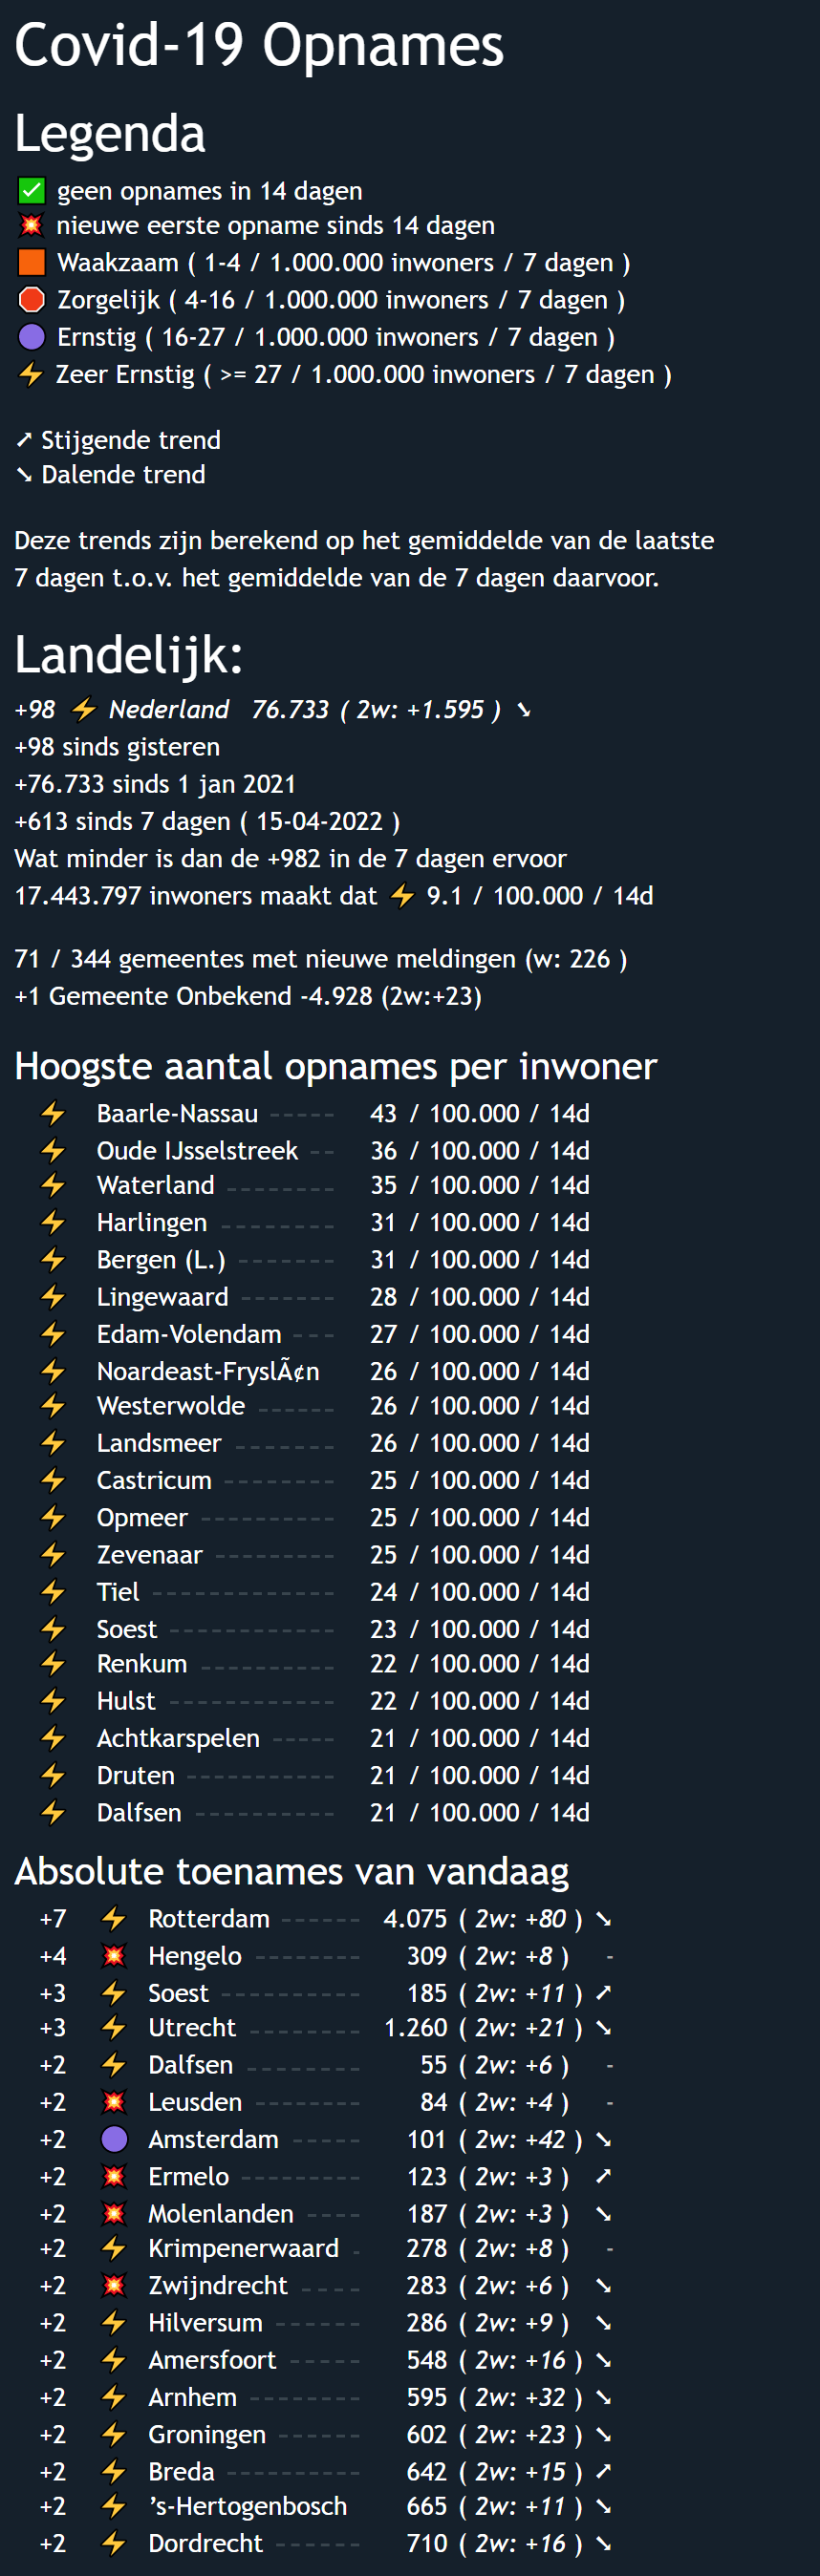 Covid-19 Opnames
Legenda
✅ geen opnames in 14 dagen
💥 nieuwe eerste opname sinds 14 dagen
🟧 Waakzaam ( 1-4 / 1.000.000 inwoners / 7 dagen )
🛑 Zorgelijk ( 4-16 / 1.000.000 inwoners / 7 dagen )
🟣 Ernstig ( 16-27 / 1.000.000 inwoners / 7 dagen )
⚡ Zeer Ernstig ( >= 27 / 1.000.000 inwoners / 7 dagen )
➚ Stijgende trend
➘ Dalende trend
Deze trends zijn berekend op het gemiddelde van de laatste
7 dagen t.o.v. het gemiddelde van de 7 dagen daarvoor.
Landelijk:
+98 ⚡ Nederland 76.733 ( 2w: +1.595 ) ➘
+98 sinds gisteren
+76.733 sinds 1 jan 2021
+613 sinds 7 dagen ( 15-04-2022 )
Wat minder is dan de +982 in de 7 dagen ervoor
17.443.797 inwoners maakt dat ⚡ 9.1 / 100.000 / 14d
71 / 344 gemeentes met nieuwe meldingen (w: 226 )
+1 Gemeente Onbekend -4.928 (2w:+23)
Hoogste aantal opnames per inwoner
⚡ Baarle-Nassau ----- 43 / 100.000 / 14d
⚡ Oude IJsselstreek -- 36 / 100.000 / 14d
⚡ Waterland -------- 35 / 100.000 / 14d
⚡ Harlingen -------- 31 / 100.000 / 14d
⚡ Bergen (L.) ------- 31 / 100.000 / 14d
⚡ Lingewaard ------- 28 / 100.000 / 14d
⚡ Edam-Volendam --- 27 / 100.000 / 14d
⚡ Noardeast-FryslÃ¢n 26 / 100.000 / 14d
⚡ Westerwolde ------ 26 / 100.000 / 14d
⚡ Landsmeer ------- 26 / 100.000 / 14d
⚡ Castricum -------- 25 / 100.000 / 14d
⚡ Opmeer ---------- 25 / 100.000 / 14d
⚡ Zevenaar --------- 25 / 100.000 / 14d
⚡ Tiel ------------- 24 / 100.000 / 14d
⚡ Soest ------------ 23 / 100.000 / 14d
⚡ Renkum ---------- 22 / 100.000 / 14d
⚡ Hulst ------------ 22 / 100.000 / 14d
⚡ Achtkarspelen ----- 21 / 100.000 / 14d
⚡ Druten ----------- 21 / 100.000 / 14d
⚡ Dalfsen ---------- 21 / 100.000 / 14d
Absolute toenames van vandaag
+7 ⚡ Rotterdam ------ 4.075 ( 2w: +80 ) ➘
+4 💥 Hengelo -------- 309 ( 2w: +8 ) -
+3 ⚡ Soest ---------- 185 ( 2w: +11 ) ➚
+3 ⚡ Utrecht -------- 1.260 ( 2w: +21 ) ➘
+2 ⚡ Dalfsen -------- 55 ( 2w: +6 ) -
+2 💥 Leusden -------- 84 ( 2w: +4 ) -
+2 🟣 Amsterdam ----- 101 ( 2w: +42 ) ➘
+2 💥 Ermelo --------- 123 ( 2w: +3 ) ➚
+2 💥 Molenlanden ---- 187 ( 2w: +3 ) ➘
+2 ⚡ Krimpenerwaard - 278 ( 2w: +8 ) -
+2 💥 Zwijndrecht ---- 283 ( 2w: +6 ) ➘
+2 ⚡ Hilversum ------ 286 ( 2w: +9 ) ➘
+2 ⚡ Amersfoort ----- 548 ( 2w: +16 ) ➘
+2 ⚡ Arnhem -------- 595 ( 2w: +32 ) ➘
+2 ⚡ Groningen ------ 602 ( 2w: +23 ) ➘
+2 ⚡ Breda ---------- 642 ( 2w: +15 ) ➚
+2 ⚡ ’s-Hertogenbosch 665 ( 2w: +11 ) ➘
+2 ⚡ Dordrecht ------ 710 ( 2w: +16 ) ➘